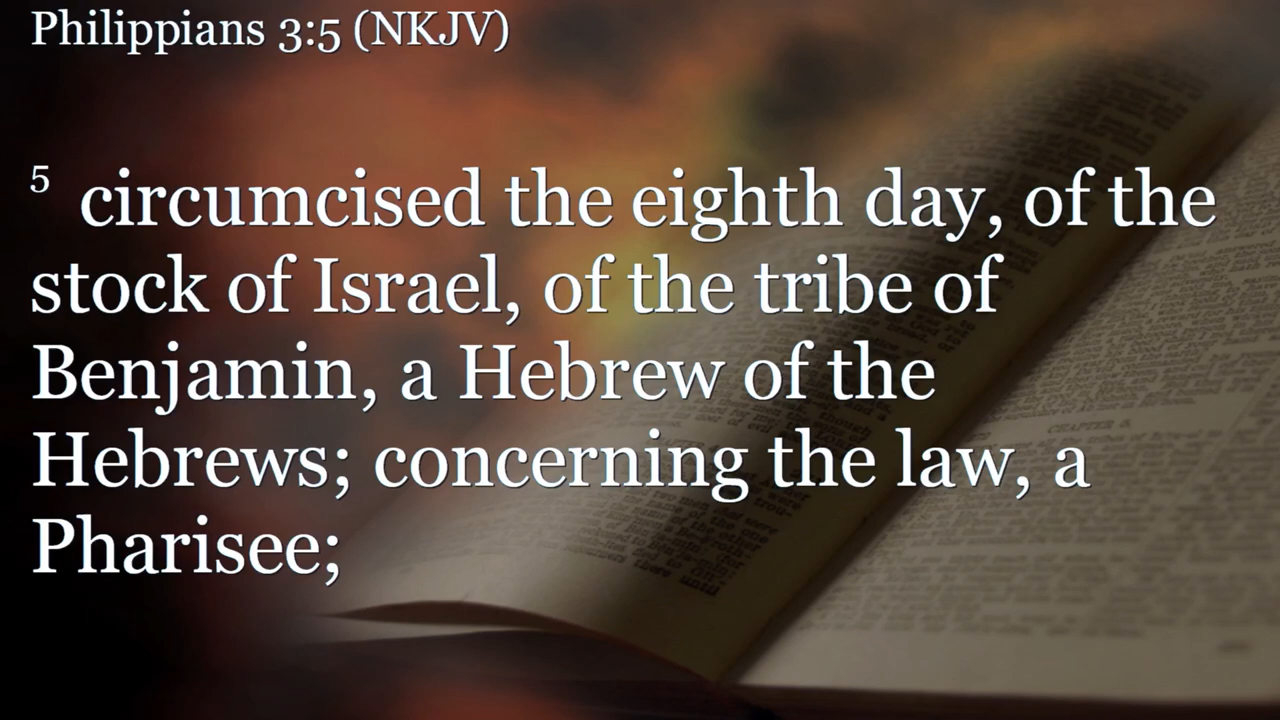 Philippians 3:5 (NKJV)
5 circumcised the eighth day, of the
stock of Israel, of the tribe of
Benjamin, a Hebrew of the
Hebrews; concerning the law, a
Pharisee;